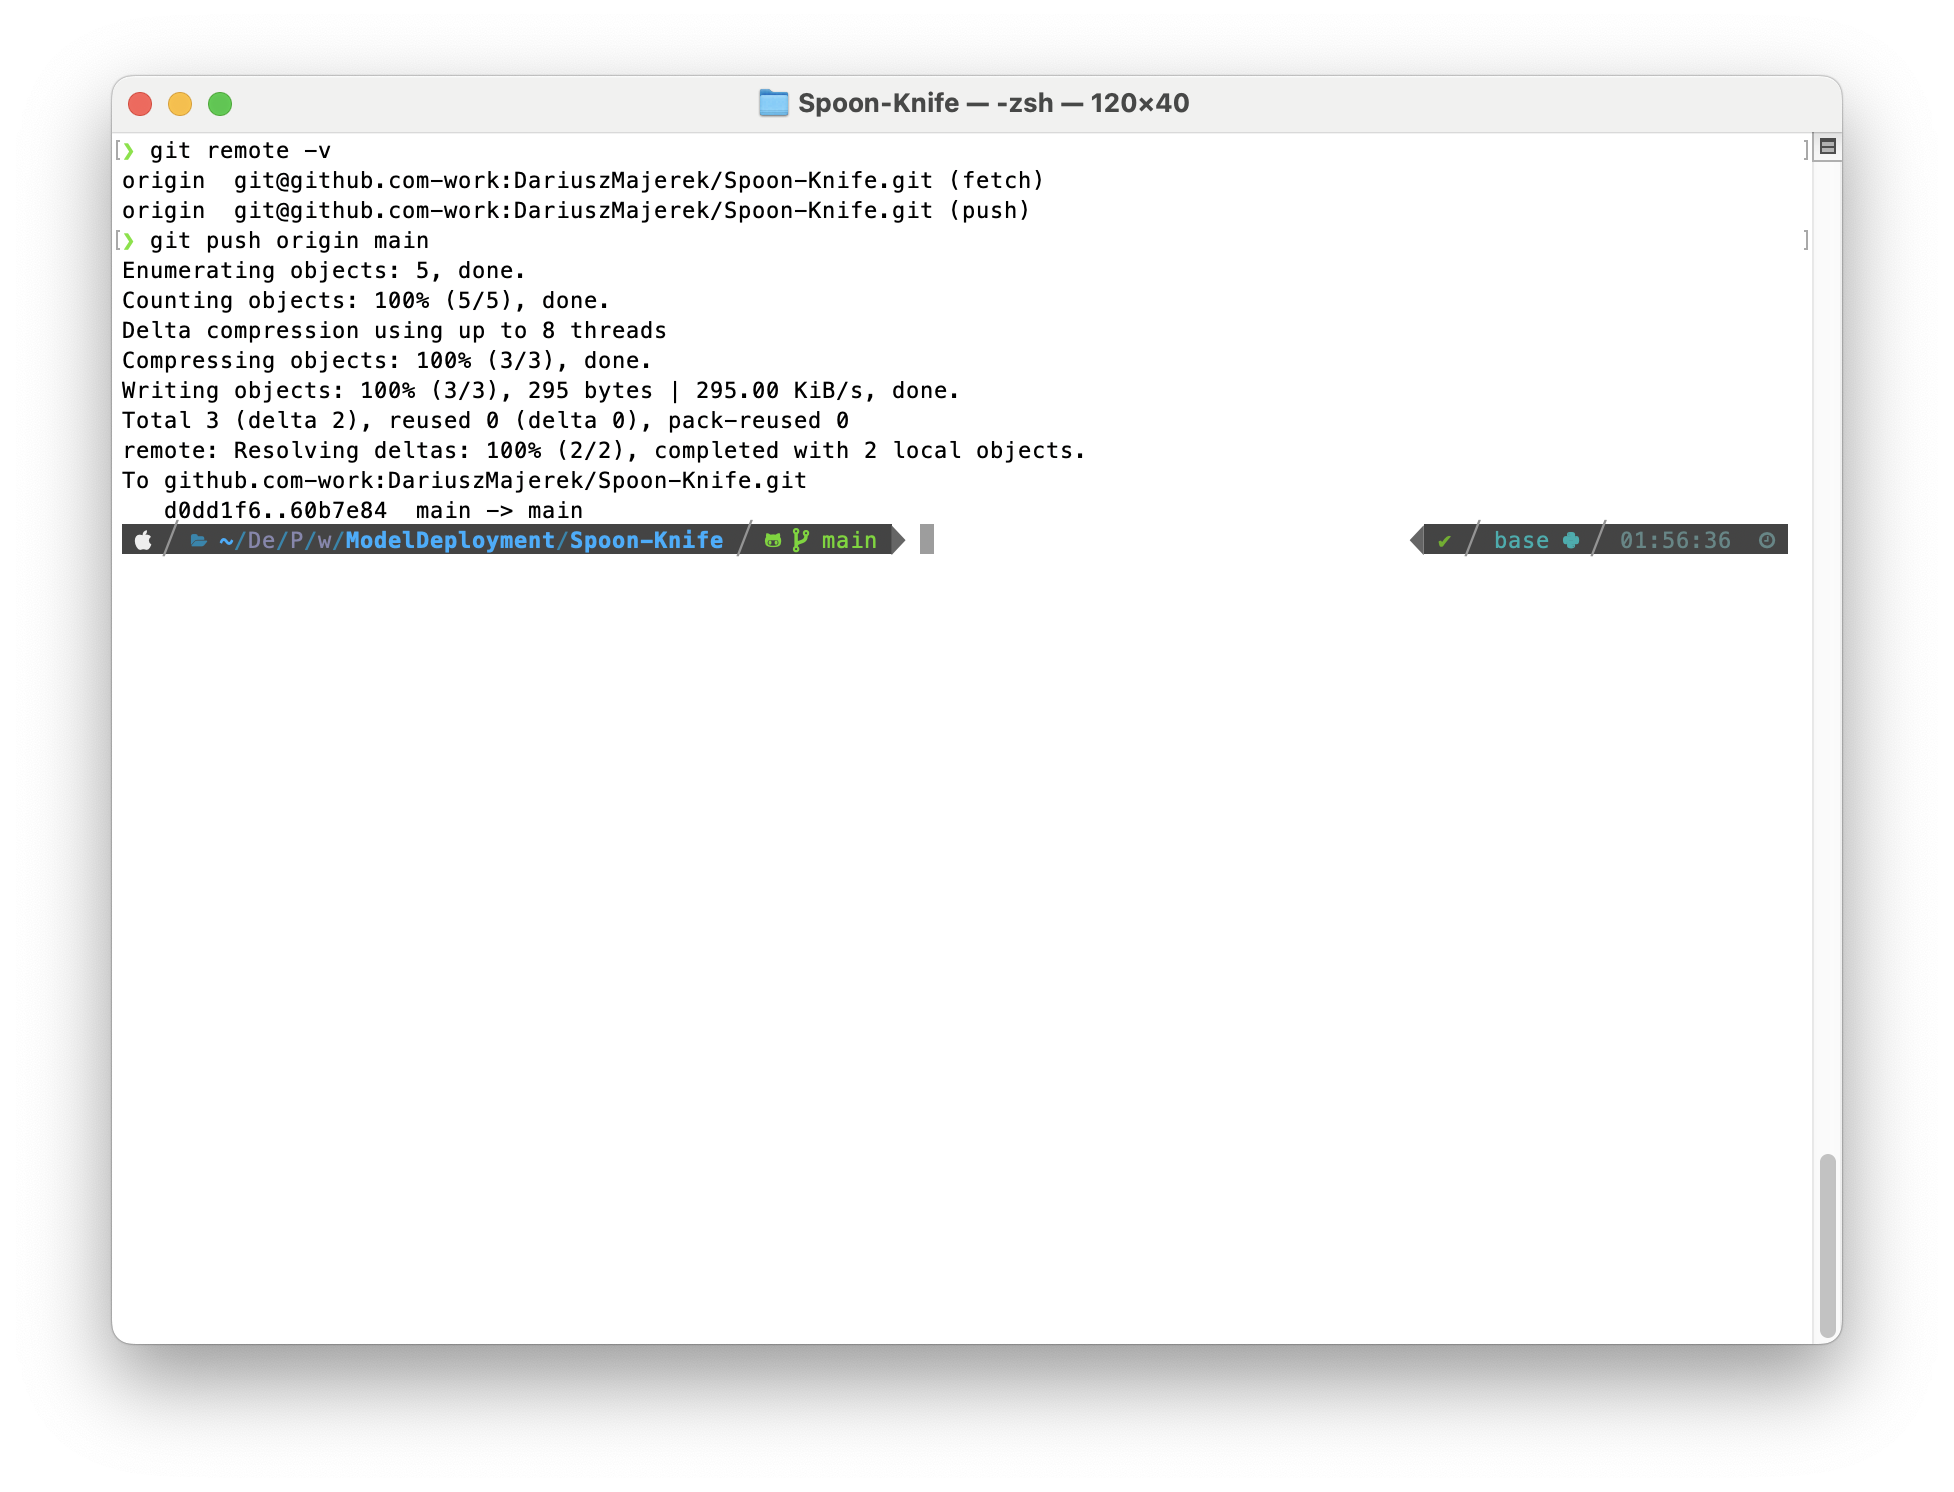 Spoon-Knife — -zsh — 120×40
[❯ git remote -v ]
origin  git@github.com-work:DariuszMajerek/Spoon-Knife.git (fetch)
origin  git@github.com-work:DariuszMajerek/Spoon-Knife.git (push)
[❯ git push origin main ]
Enumerating objects: 5, done.
Counting objects: 100% (5/5), done.
Delta compression using up to 8 threads
Compressing objects: 100% (3/3), done.
Writing objects: 100% (3/3), 295 bytes | 295.00 KiB/s, done.
Total 3 (delta 2), reused 0 (delta 0), pack-reused 0
remote: Resolving deltas: 100% (2/2), completed with 2 local objects.
To github.com-work:DariuszMajerek/Spoon-Knife.git
   d0dd1f6..60b7e84  main -> main
~/De/P/w/ModelDeployment/Spoon-Knife main ✔ base 01:56:36